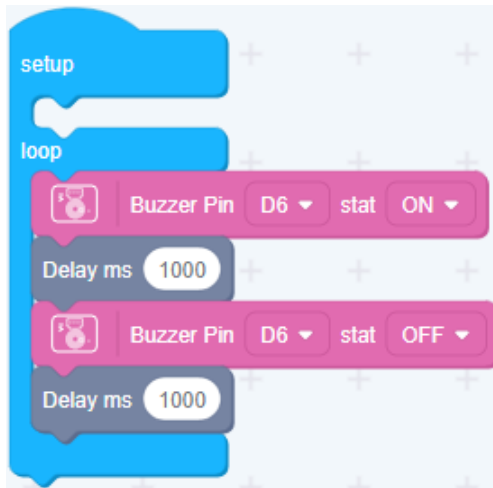 setup
loop
Buzzer Pin D6 stat ON
Delay ms 1000
Buzzer Pin D6 stat OFF
Delay ms 1000